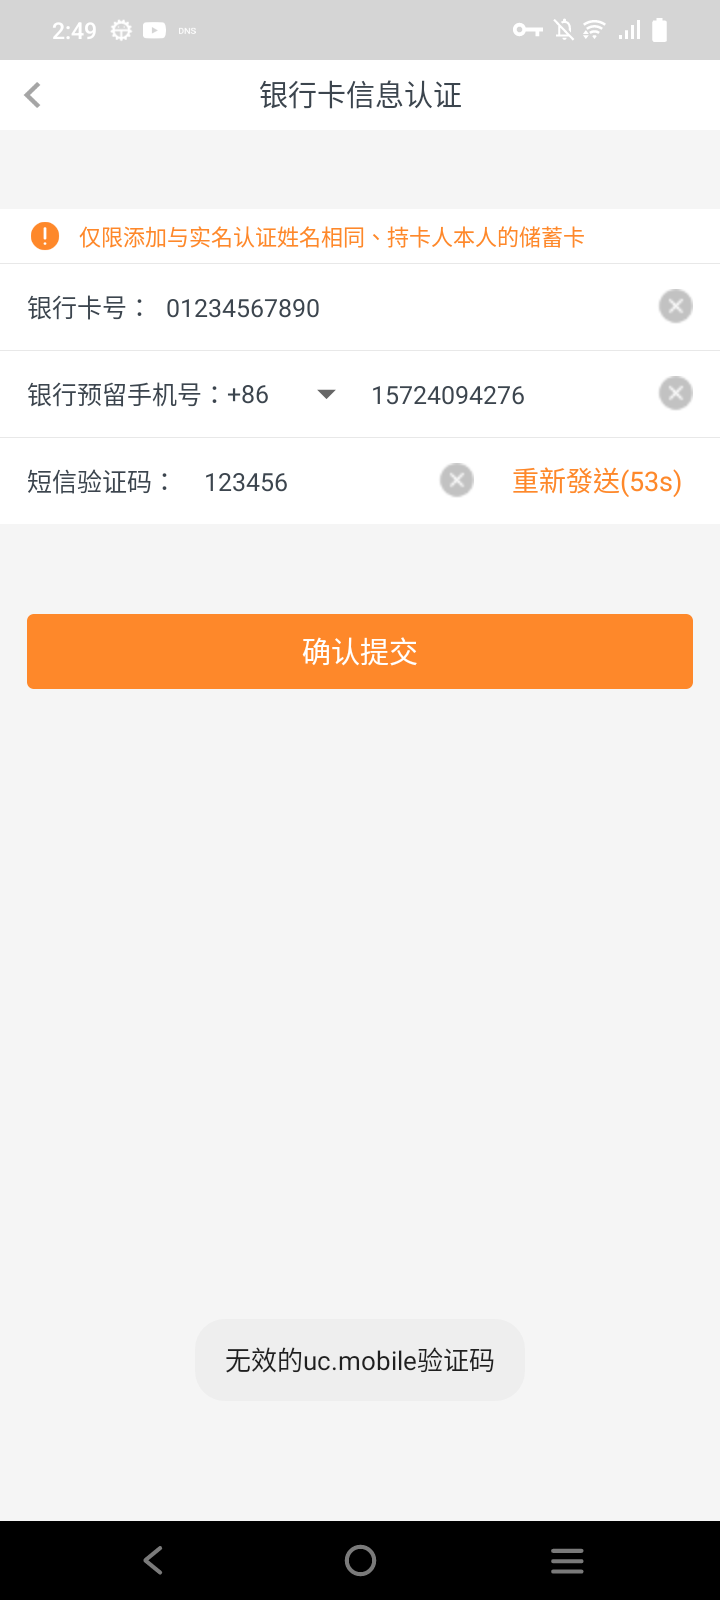 2:49 DNS
银行卡信息认证
仅限添加与实名认证姓名相同、持卡人本人的储蓄卡
银行卡号： 01234567890
银行预留手机号：+86 15724094276
短信验证码： 123456 重新發送(53s)
确认提交
无效的uc.mobile验证码